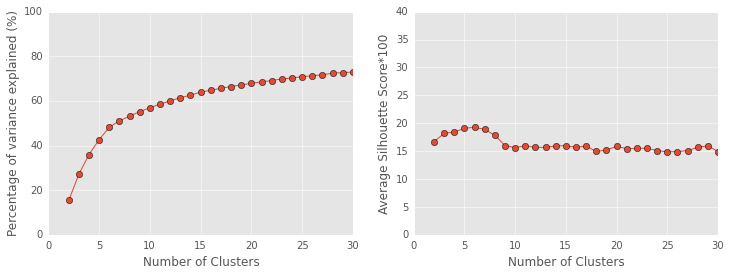 Percentage of variance explained (%)
100
80
60
40
20
0
0 5 10 15 20 25 30
Number of Clusters
Average Silhouette Score*100
40
35
30
25
20
15
10
5
0
0 5 10 15 20 25 30
Number of Clusters